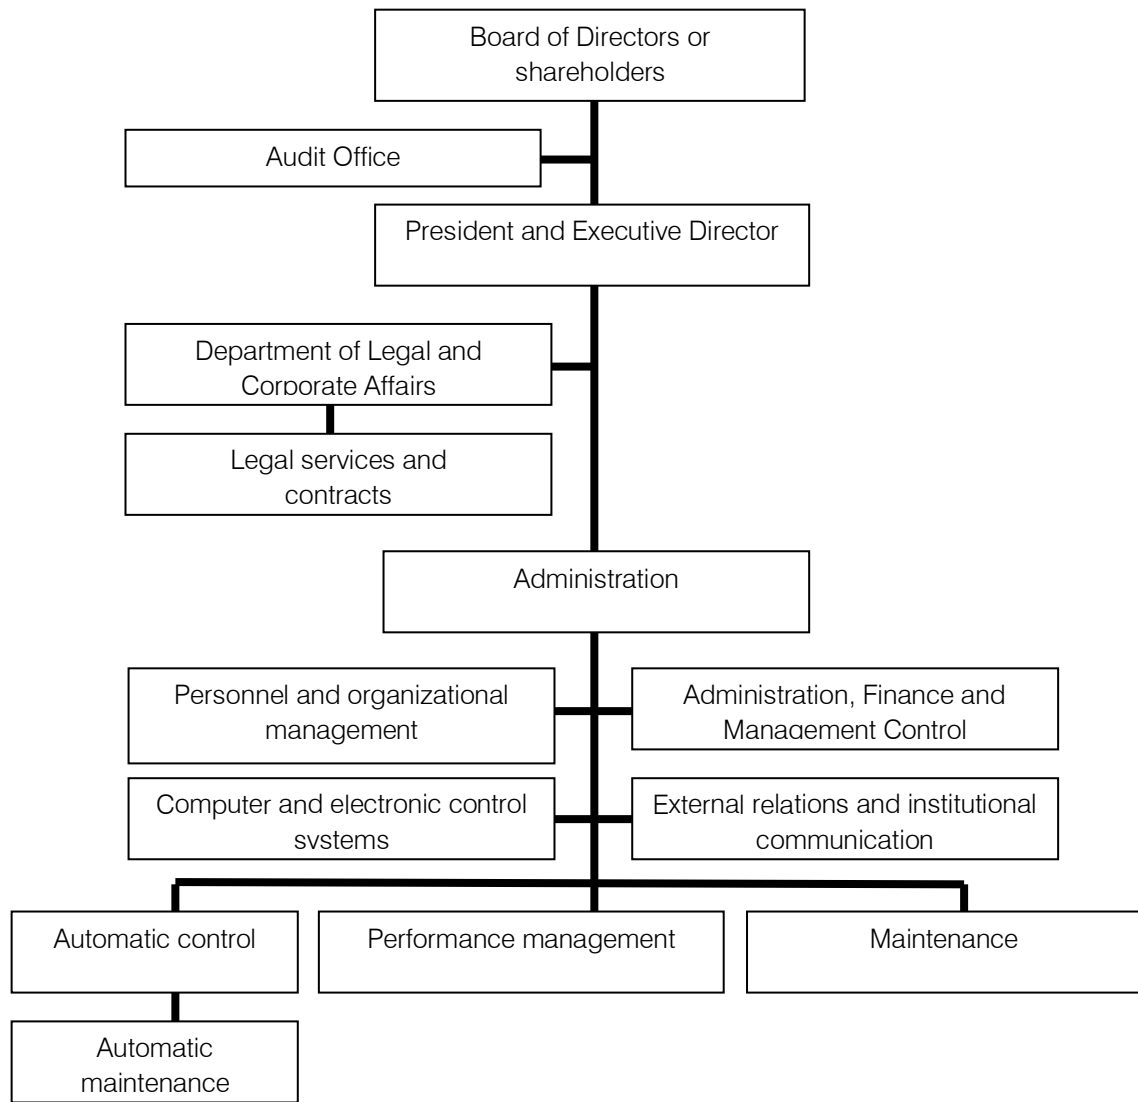 Board of Directors or
shareholders
Audit Office
President and Executive Director
Department of Legal and
Corporate Affairs
Legal services and
contracts
Administration
Personnel and organizational
management
Administration, Finance and
Management Control
Computer and electronic control
systems
External relations and institutional
communication
Automatic control
Performance management
Maintenance
Automatic
maintenance